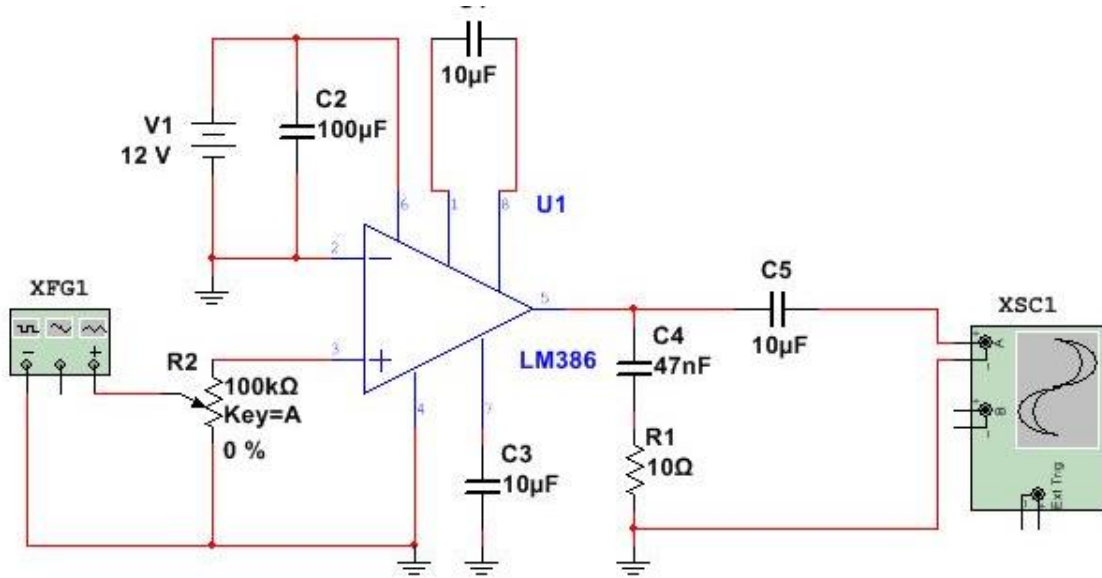 10µF
C2
100µF
V1
12 V
6
1
8
U1
2
XFG1
C5
XSC1
5
R2
3
LM386
C4
47nF
10µF
A
100kΩ
Key=A
4
7
B
0 %
R1
10Ω
C3
10µF
Ext Trig